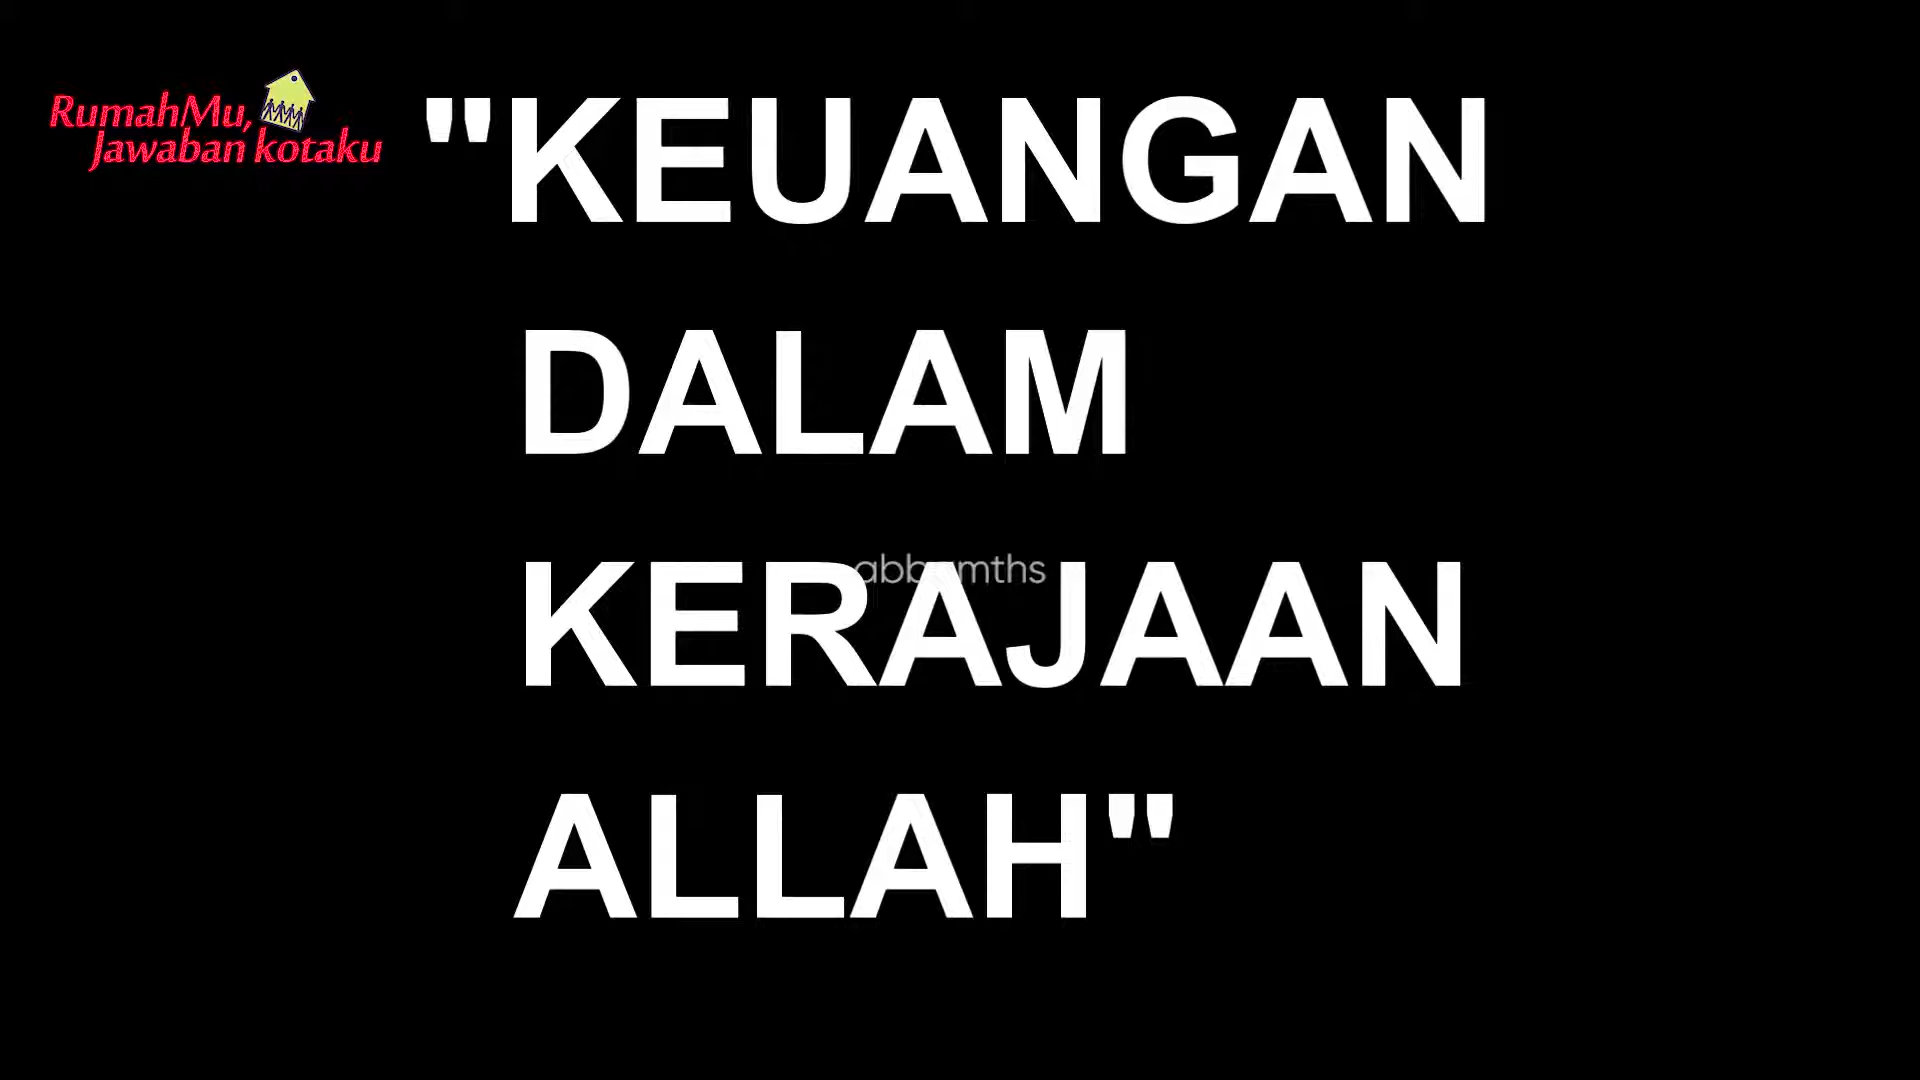 RumahMu,
Jawaban kotaku
"KEUANGAN
DALAM
KERAJAAN
ALLAH"